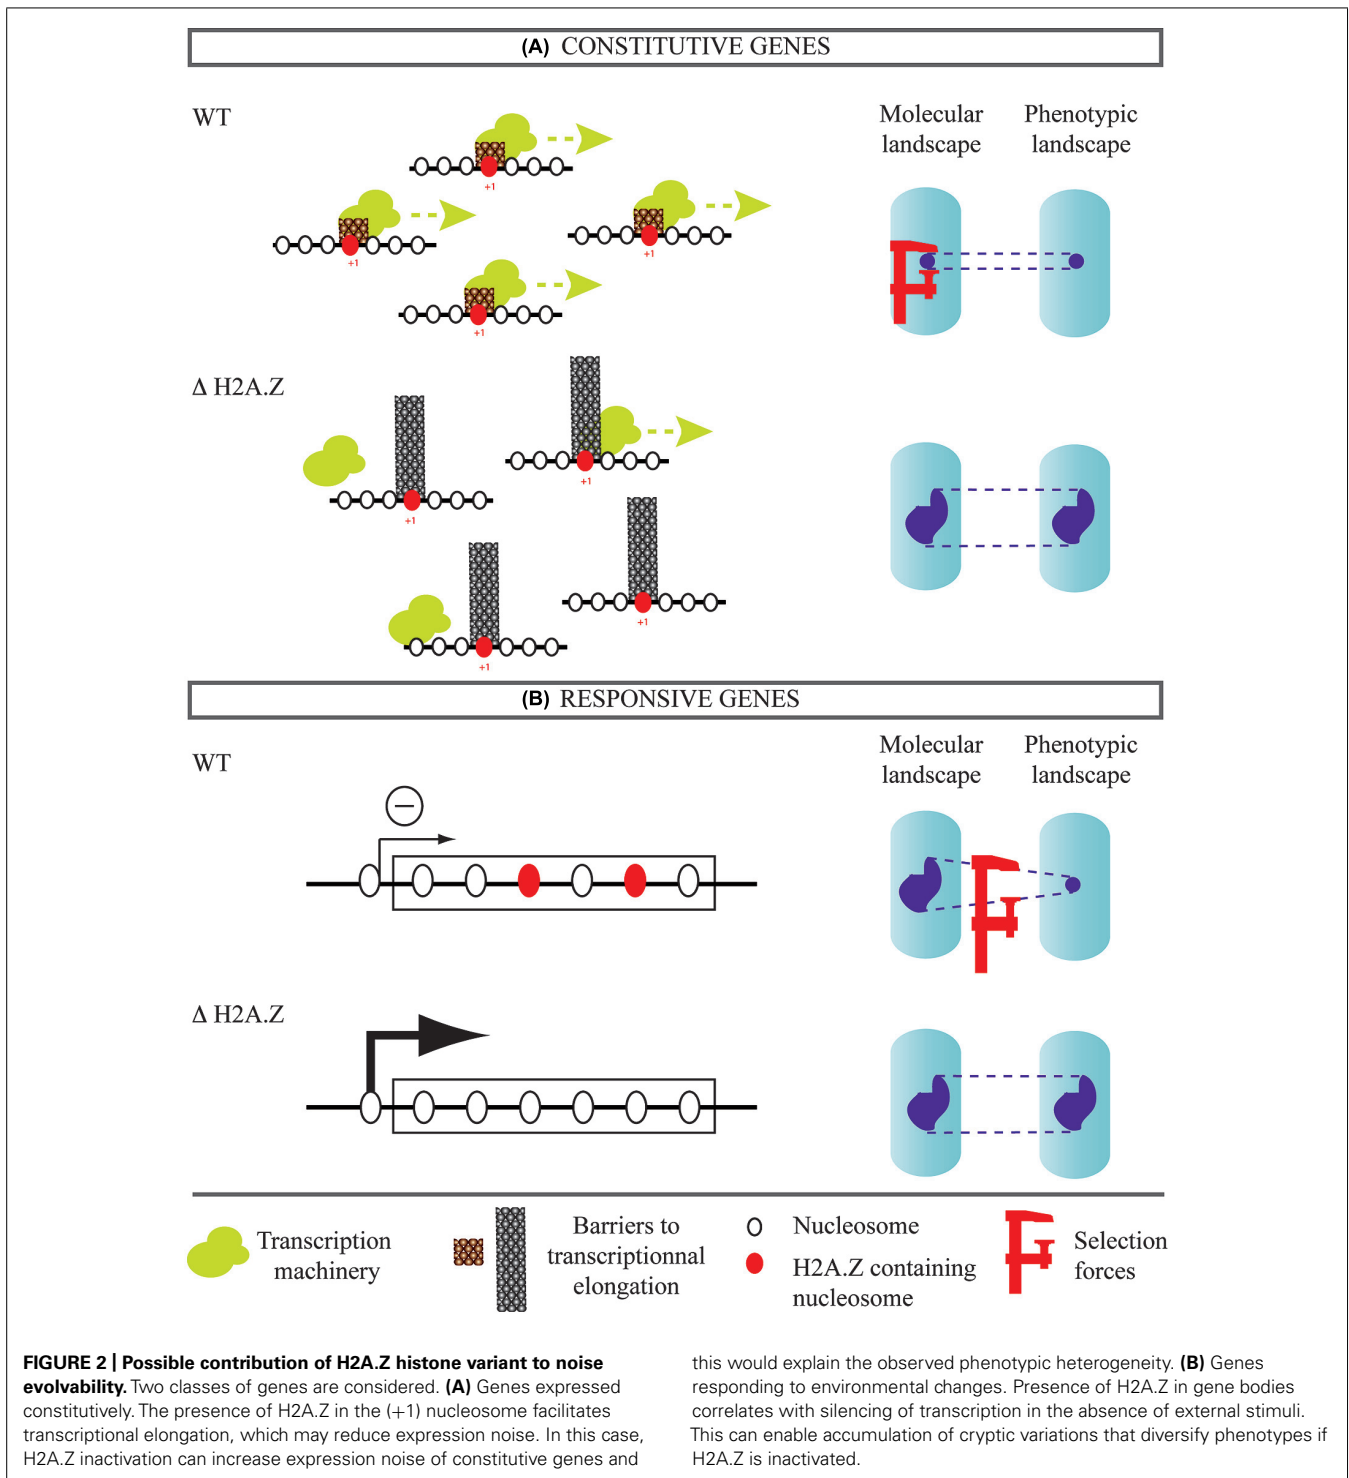 (A) CONSTITUTIVE GENES
WT
Molecular landscape
Phenotypic landscape
+1
+1
+1
+1
Δ H2A.Z
+1
+1
+1
+1
(B) RESPONSIVE GENES
WT
Molecular landscape
Phenotypic landscape
−
Δ H2A.Z
Transcription
machinery
Barriers to
transcriptionnal
elongation
Nucleosome
H2A.Z containing
nucleosome
Selection
forces
FIGURE 2 | Possible contribution of H2A.Z histone variant to noise
evolvability. Two classes of genes are considered. (A) Genes expressed
constitutively. The presence of H2A.Z in the (+1) nucleosome facilitates
transcriptional elongation, which may reduce expression noise. In this case,
H2A.Z inactivation can increase expression noise of constitutive genes and
this would explain the observed phenotypic heterogeneity. (B) Genes
responding to environmental changes. Presence of H2A.Z in gene bodies
correlates with silencing of transcription in the absence of external stimuli.
This can enable accumulation of cryptic variations that diversify phenotypes if
H2A.Z is inactivated.